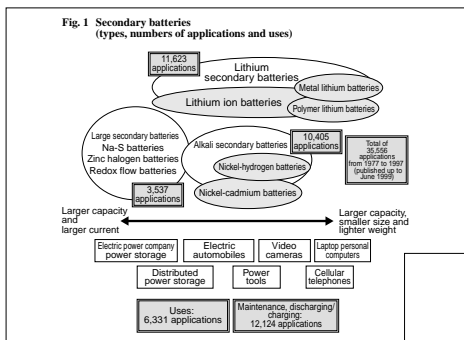 Fig. 1 Secondary batteries
(types, numbers of applications and uses)
11,623
applications
Lithium
secondary batteries
Metal lithium batteries
Lithium ion batteries
Polymer lithium batteries
Large secondary batteries
Na-S batteries
Zinc halogen batteries
Redox flow batteries
3,537
applications
Alkali secondary batteries
10,405
applications
Nickel-hydrogen batteries
Nickel-cadmium batteries
Total of
35,556
applications
from 1977 to 1997
(published up to
June 1999)
Larger capacity
and
larger current
Larger capacity,
smaller size and
lighter weight
Electric power company
power storage
Electric
automobiles
Video
cameras
Laptop personal
computers
Distributed
power storage
Power
tools
Cellular
telephones
Uses:
6,331 applications
Maintenance, discharging/
charging:
12,124 applications